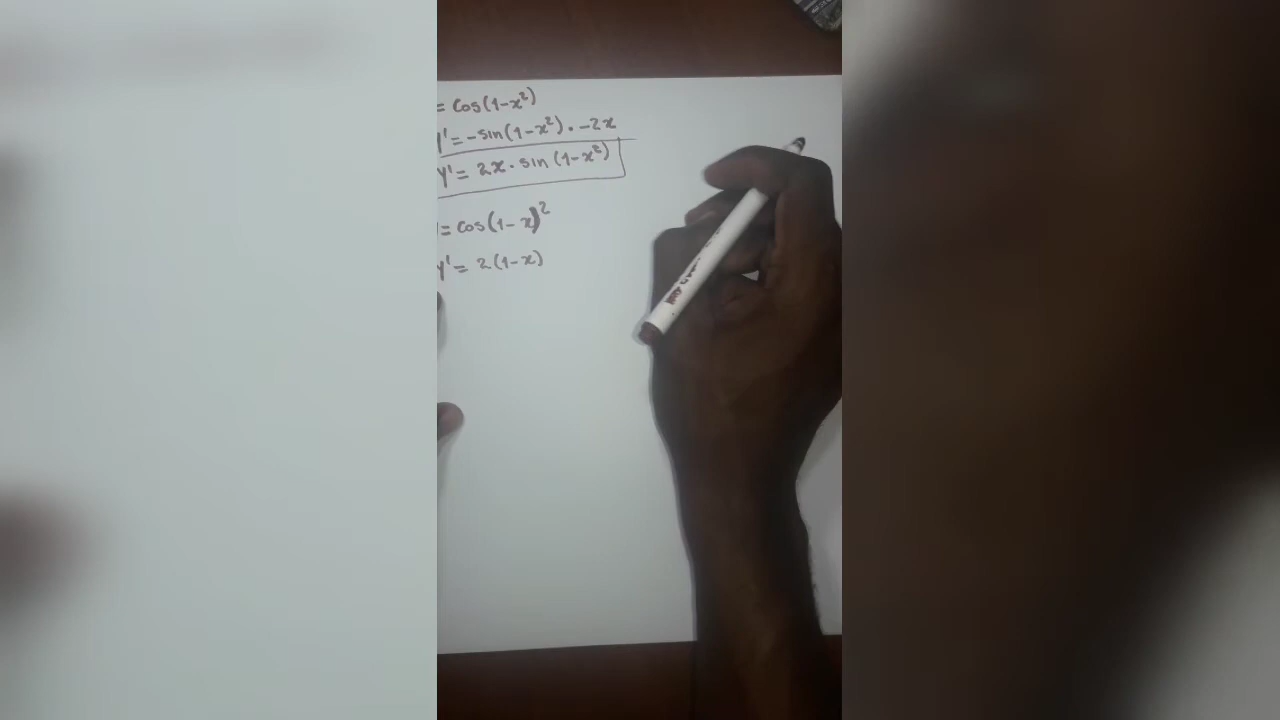 = cos(1-x²)
y' = -sin(1-x²) · -2x
y' = 2x · sin (1-x²)
= cos(1-x)²
y' = 2(1-x)